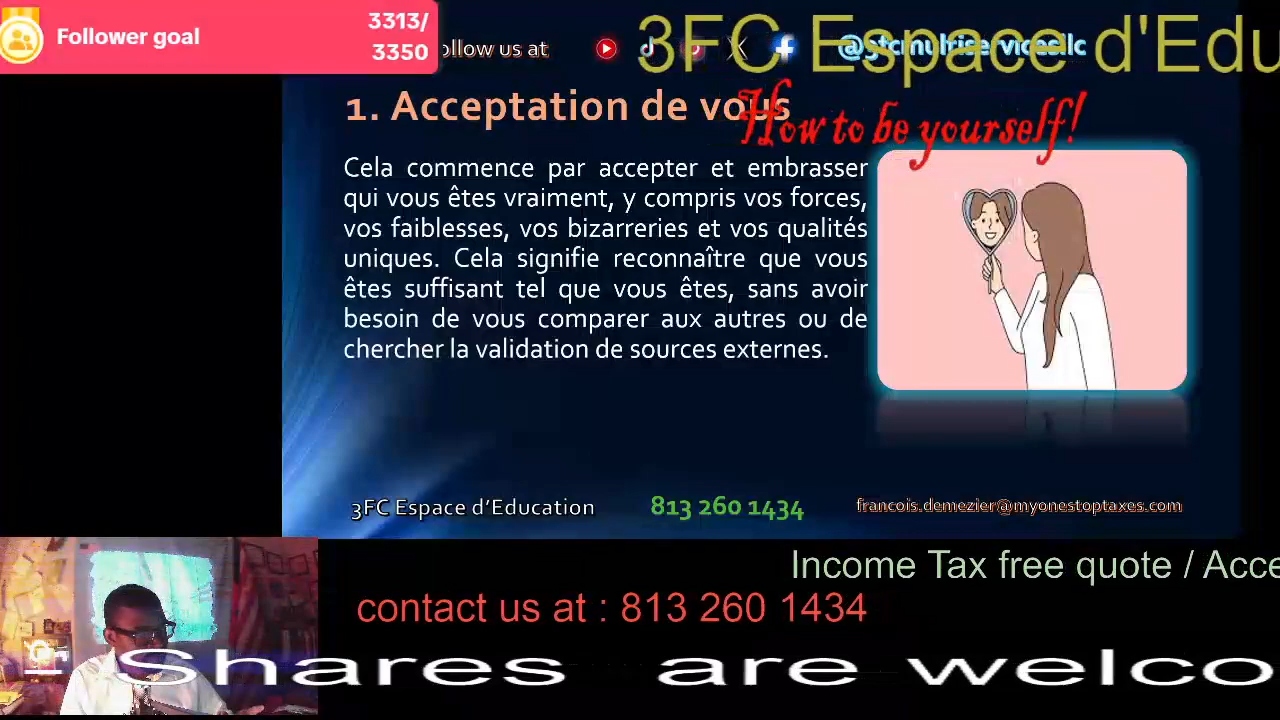 Follower goal
3313/
3350
ollow us at
3FC Espace d'Edu
@3fcmultiservicesllc
1. Acceptation de vous
How to be yourself!
Cela commence par accepter et embrasser
qui vous êtes vraiment, y compris vos forces,
vos faiblesses, vos bizarreries et vos qualités
uniques. Cela signifie reconnaître que vous
êtes suffisant tel que vous êtes, sans avoir
besoin de vous comparer aux autres ou de
chercher la validation de sources externes.
3FC Espace d'Education
813 260 1434
francois.demezier@myonestoptaxes.com
Income Tax free quote / Acce
contact us at : 813 260 1434
Shares are welco